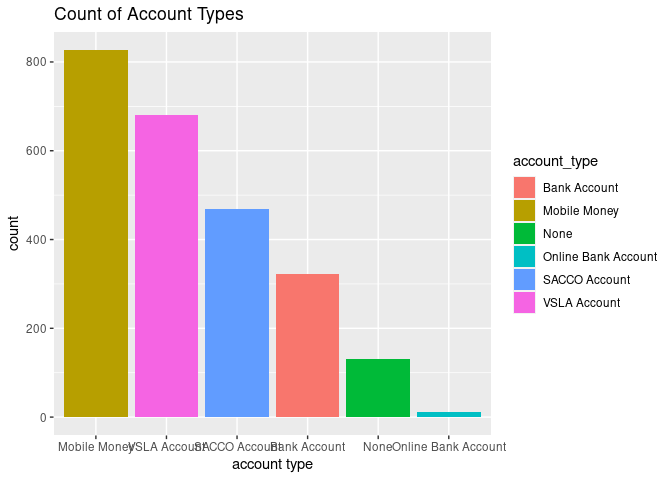 Count of Account Types
800
600
400
200
0
count
Mobile Money VSLA Account SACCO Account Bank Account None Online Bank Account
account type
account_type
Bank Account
Mobile Money
None
Online Bank Account
SACCO Account
VSLA Account